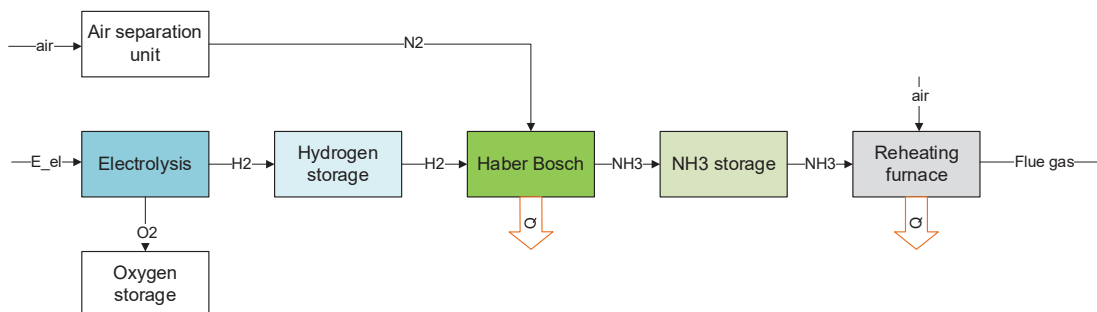 Air separation
unit
air
N2
air
E_el
Electrolysis
H2
Hydrogen
storage
H2
Haber Bosch
NH3
NH3 storage
NH3
Reheating
furnace
Flue gas
Q
Q
O2
Oxygen
storage